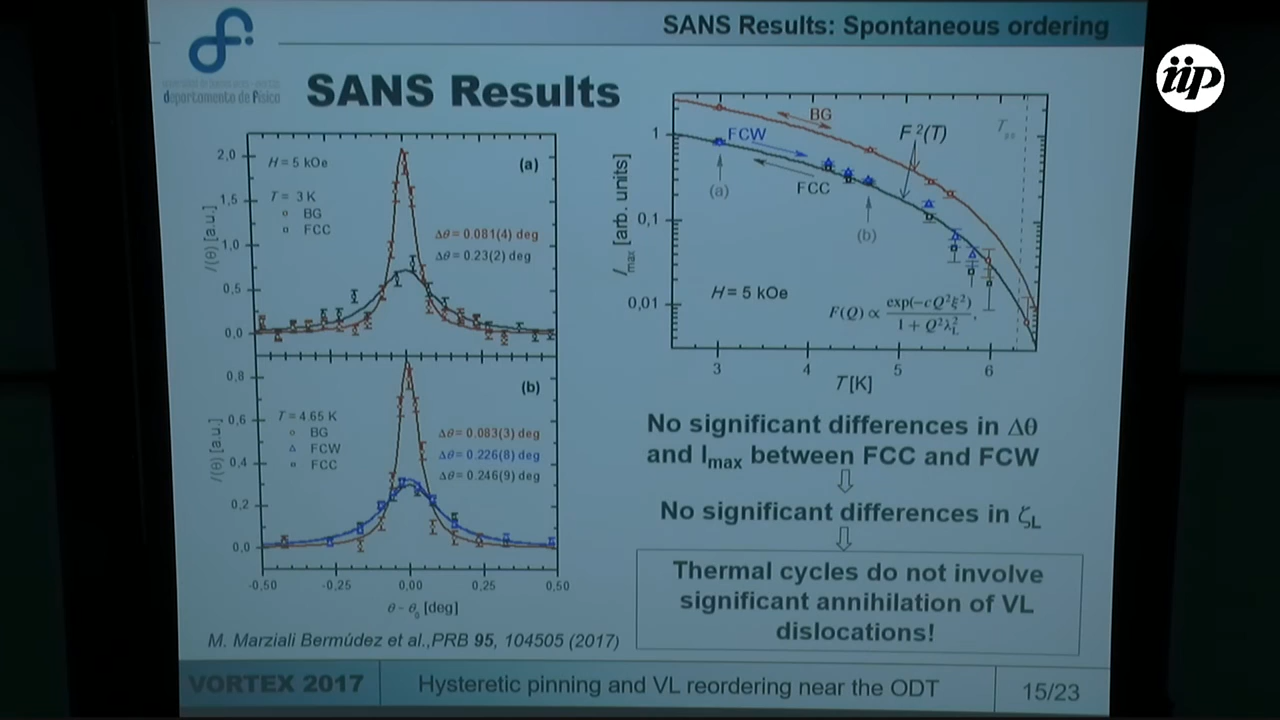 SANS Results: Spontaneous ordering
iip
departamento de física
SANS Results
(a)
H = 5 kOe
T = 3 K
BG
FCC
Δθ = 0.081(4) deg
Δθ = 0.23(2) deg
I(θ) [a.u.]
2,0
1,5
1,0
0,5
0,0
(b)
T = 4.65 K
BG
FCW
FCC
Δθ = 0.083(3) deg
Δθ = 0.226(8) deg
Δθ = 0.246(9) deg
I(θ) [a.u.]
0,8
0,6
0,4
0,2
0,0
-0,50 -0,25 0,00 0,25 0,50
θ - θ₀ [deg]
M. Marziali Bermúdez et al.,PRB 95, 104505 (2017)
BG
FCW
F²(T)
FCC
(a)
(b)
H = 5 kOe
F(Q) ∝ exp(-cQ²ξ²) / 1 + Q²λ_L²,
I_max [arb. units]
1
0,1
0,01
3 4 5 6
T [K]
No significant differences in Δθ
and I_max between FCC and FCW
No significant differences in ζ_L
Thermal cycles do not involve
significant annihilation of VL
dislocations!
VORTEX 2017
Hysteretic pinning and VL reordering near the ODT
15/23